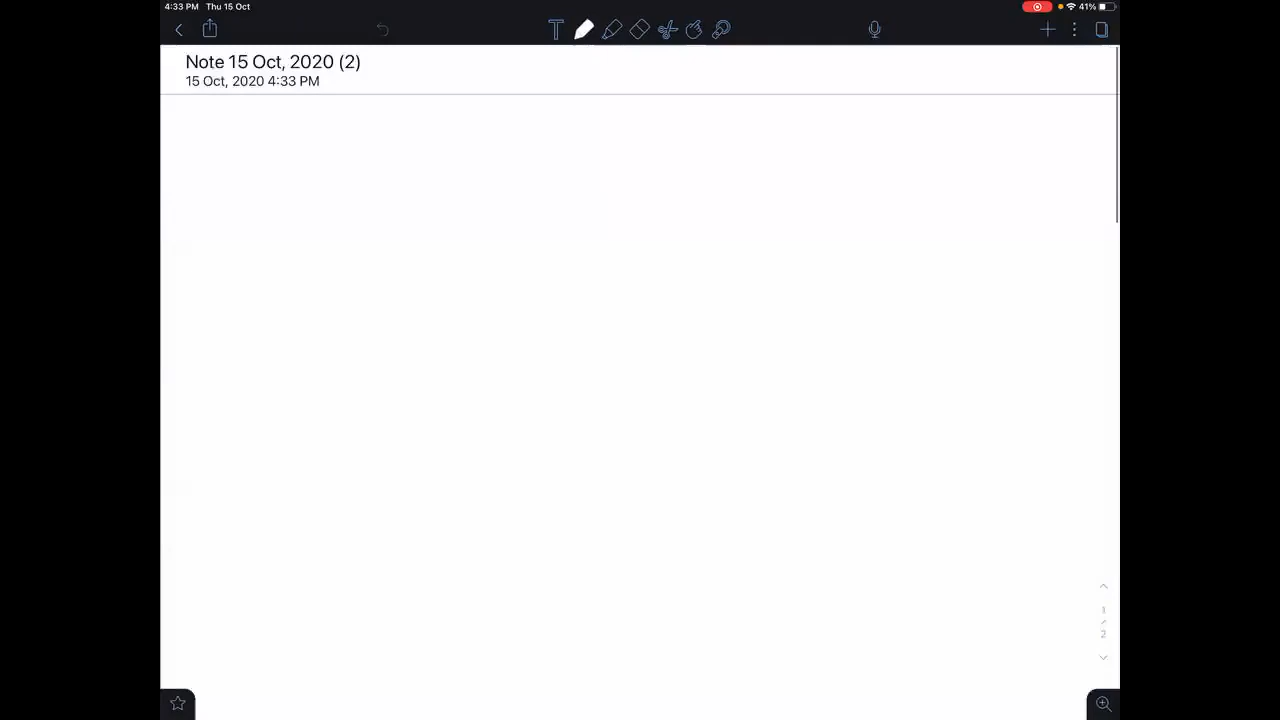 4:33 PM Thu 15 Oct 41%
Note 15 Oct, 2020 (2)
15 Oct, 2020 4:33 PM
1
/
2